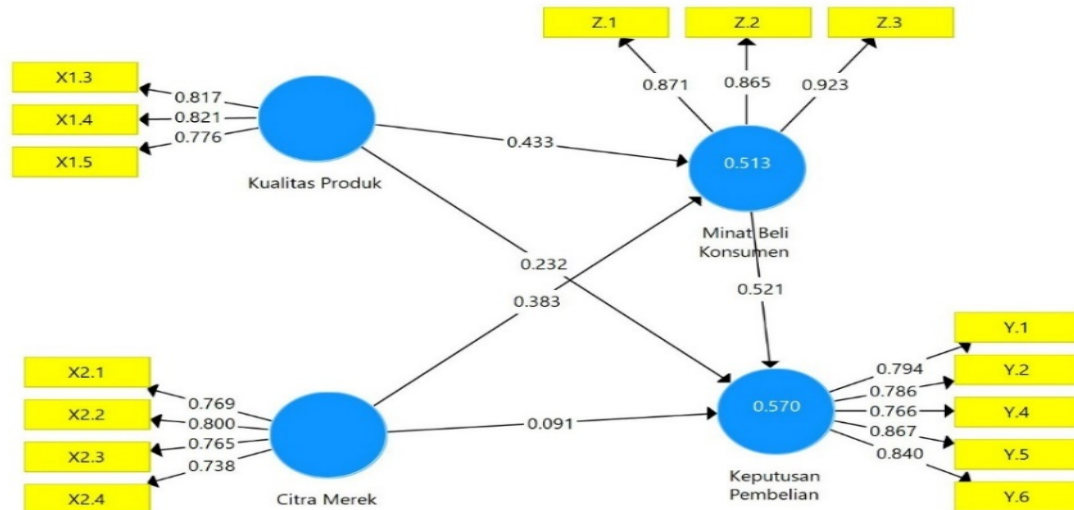 Z.1
Z.2
Z.3
X1.3
X1.4
X1.5
0.817
0.821
0.776
0.871
0.865
0.923
0.433
0.513
Kualitas Produk
Minat Beli
Konsumen
0.232
0.383
0.521
X2.1
X2.2
X2.3
X2.4
0.769
0.800
0.765
0.738
0.091
0.570
Y.1
Y.2
Y.4
Y.5
Y.6
0.794
0.786
0.766
0.867
0.840
Citra Merek
Keputusan
Pembelian